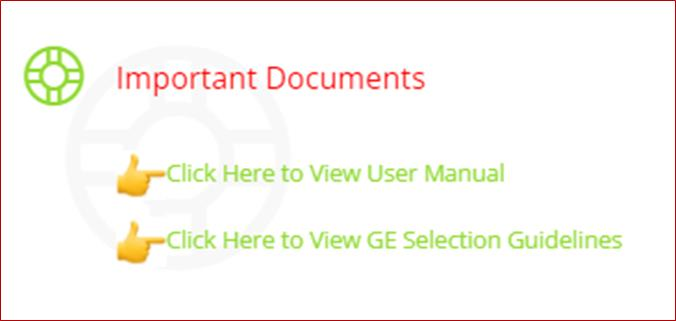 Important Documents
Click Here to View User Manual
Click Here to View GE Selection Guidelines